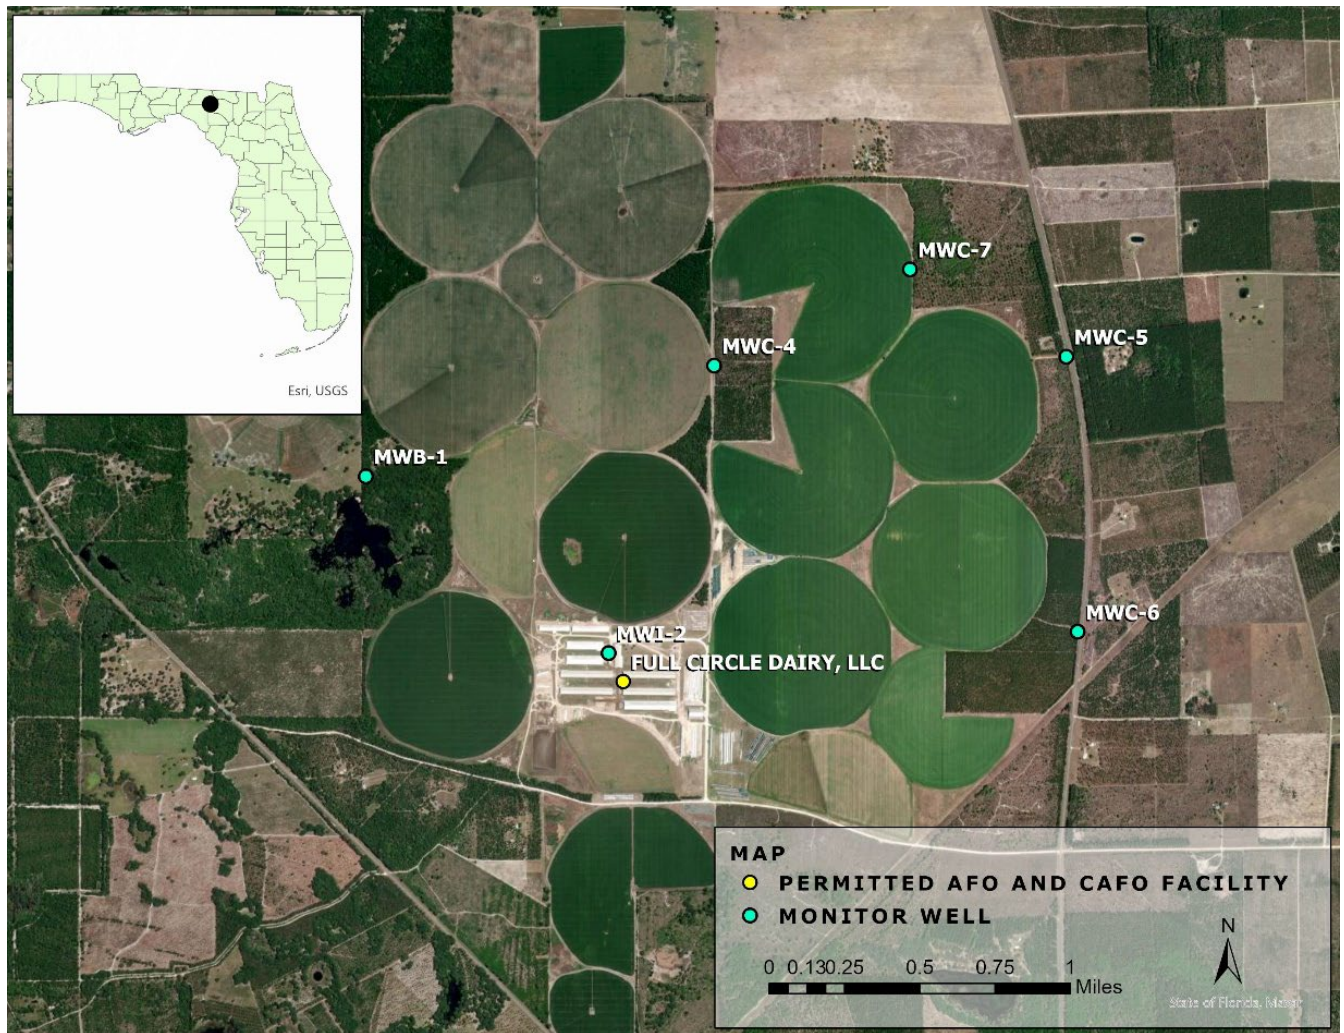 Esri, USGS
MWC-7
MWC-5
MWC-4
MWB-1
MWC-6
MWI-2
FULL CIRCLE DAIRY, LLC
MAP
PERMITTED AFO AND CAFO FACILITY
MONITOR WELL
N
0 0.130.25 0.5 0.75 1
Miles
State of Florida, Maxar